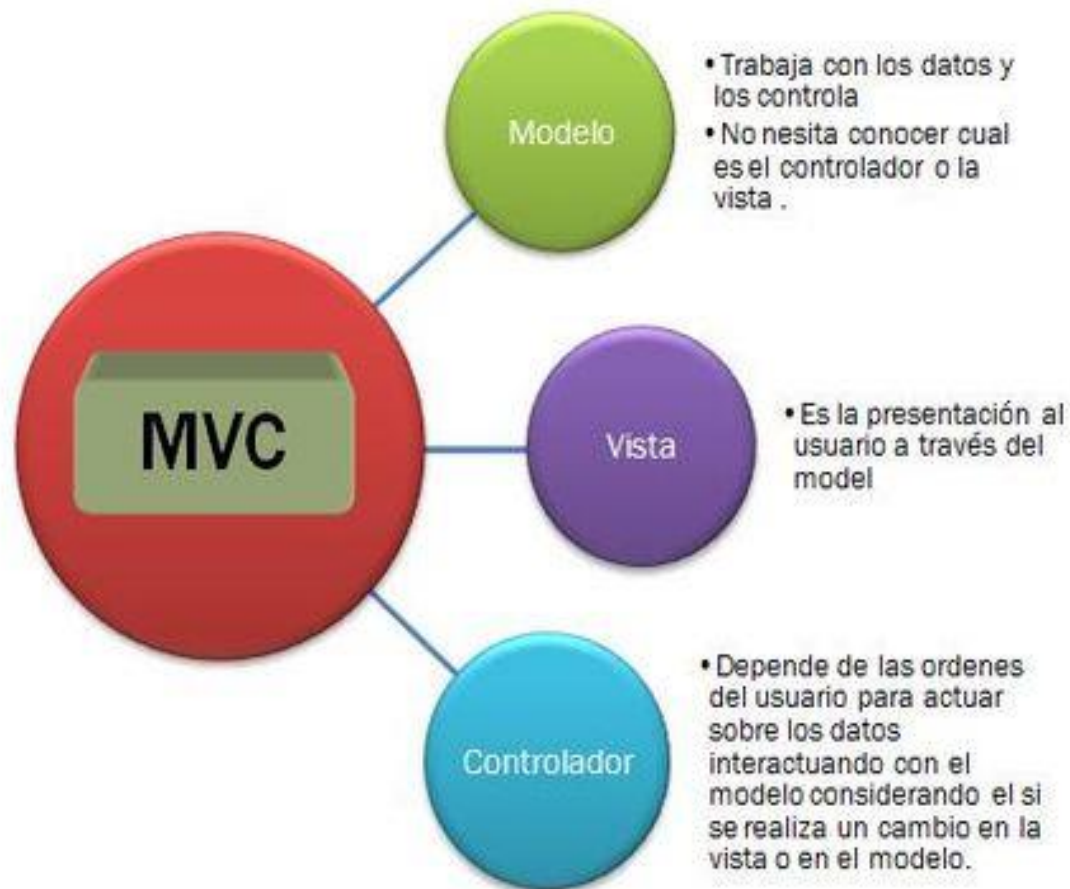 Modelo
• Trabaja con los datos y
los controla
• No nesita conocer cual
es el controlador o la
vista .
MVC
Vista
• Es la presentación al
usuario a través del
model
Controlador
• Depende de las ordenes
del usuario para actuar
sobre los datos
interactuando con el
modelo considerando el si
se realiza un cambio en la
vista o en el modelo.